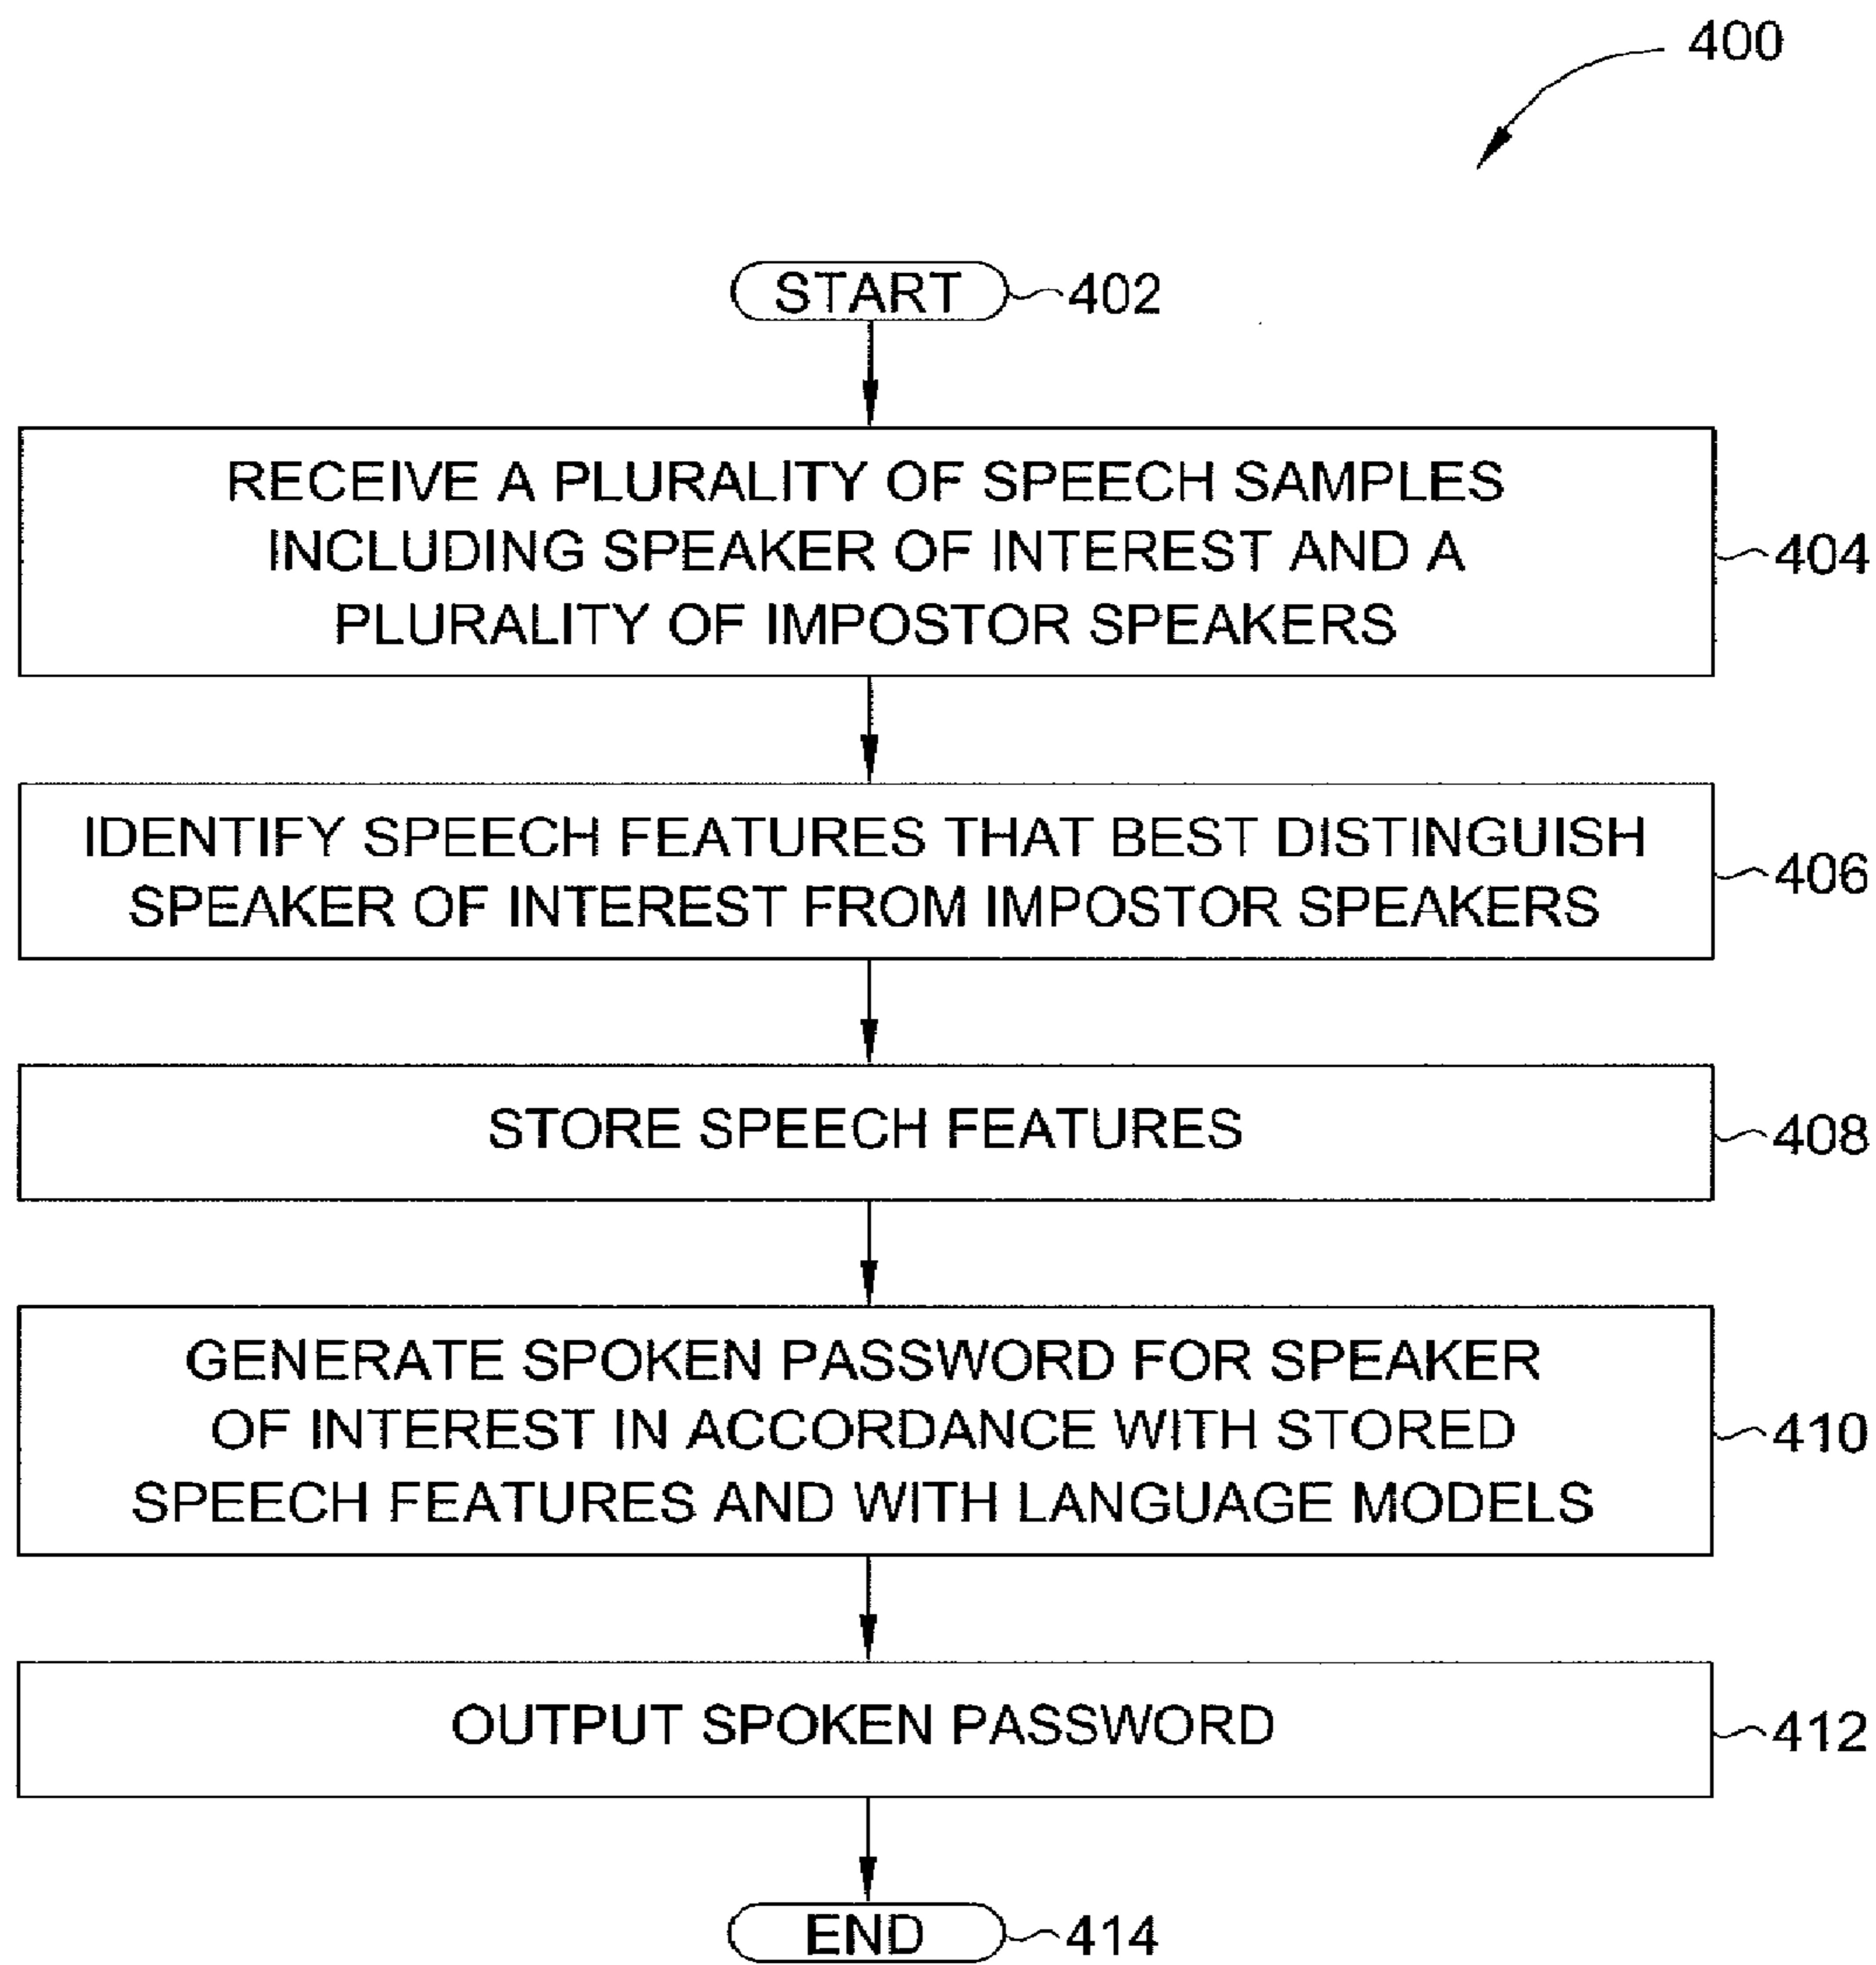 400
START
402
RECEIVE A PLURALITY OF SPEECH SAMPLES
INCLUDING SPEAKER OF INTEREST AND A
PLURALITY OF IMPOSTOR SPEAKERS
404
IDENTIFY SPEECH FEATURES THAT BEST DISTINGUISH
SPEAKER OF INTEREST FROM IMPOSTOR SPEAKERS
406
STORE SPEECH FEATURES
408
GENERATE SPOKEN PASSWORD FOR SPEAKER
OF INTEREST IN ACCORDANCE WITH STORED
SPEECH FEATURES AND WITH LANGUAGE MODELS
410
OUTPUT SPOKEN PASSWORD
412
END
414